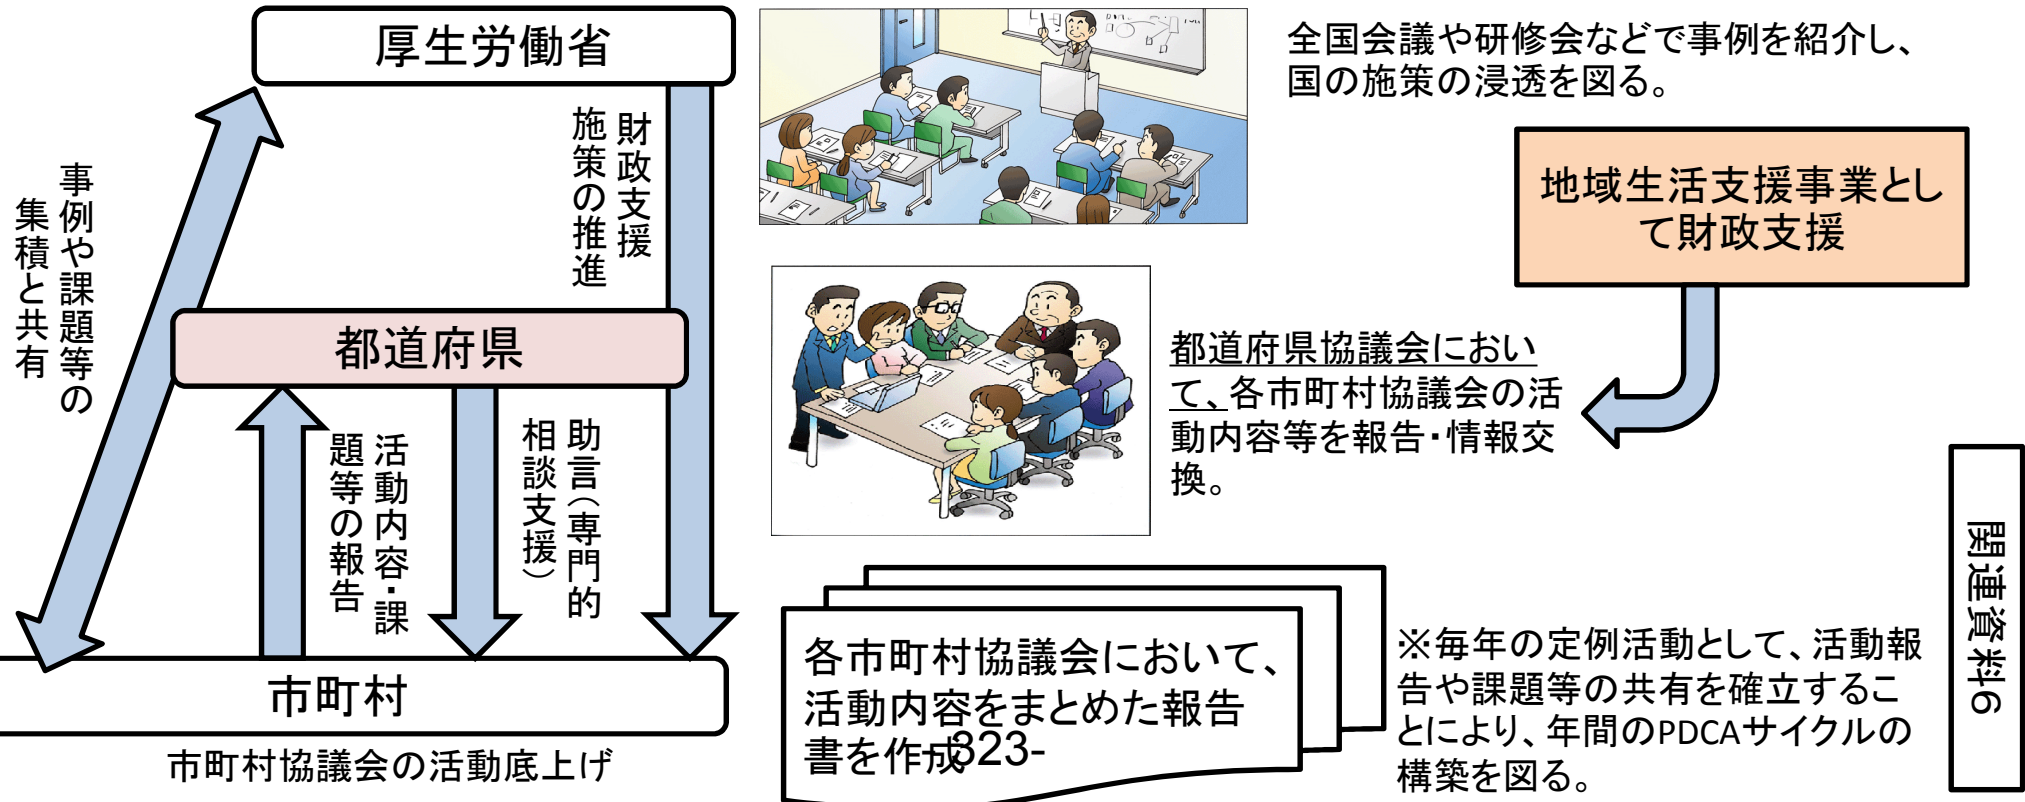 厚生労働省
全国会議や研修会などで事例を紹介し、
国の施策の浸透を図る。
財政支援
施策の推進
事例や課題等の
集積と共有
地域生活支援事業とし
て財政支援
都道府県
都道府県協議会におい
て、各市町村協議会の活
動内容等を報告・情報交
換。
活動内容・課
題等の報告
助言（専門的
相談支援）
関連資料6
市町村
各市町村協議会において、
活動内容をまとめた報告
書を作成
-323-
※毎年の定例活動として、活動報
告や課題等の共有を確立するこ
とにより、年間のPDCAサイクルの
構築を図る。
市町村協議会の活動底上げ